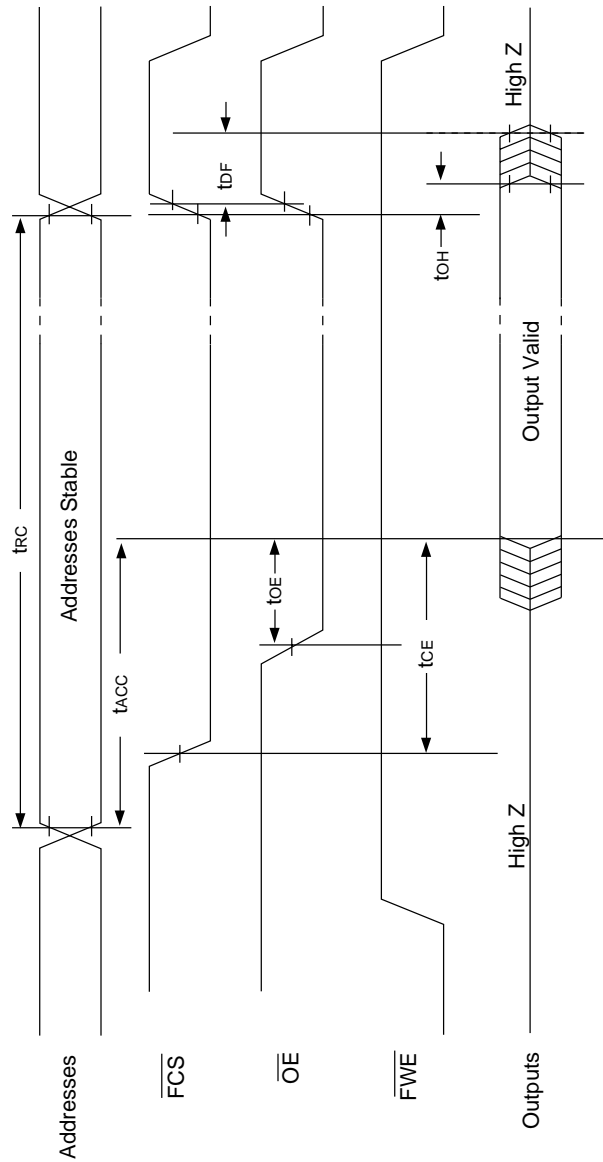 Addresses
tRC
Addresses Stable
tACC
FCS
tDF
OE
tOE
FWE
tCE
tOH
Outputs
High Z
Output Valid
High Z